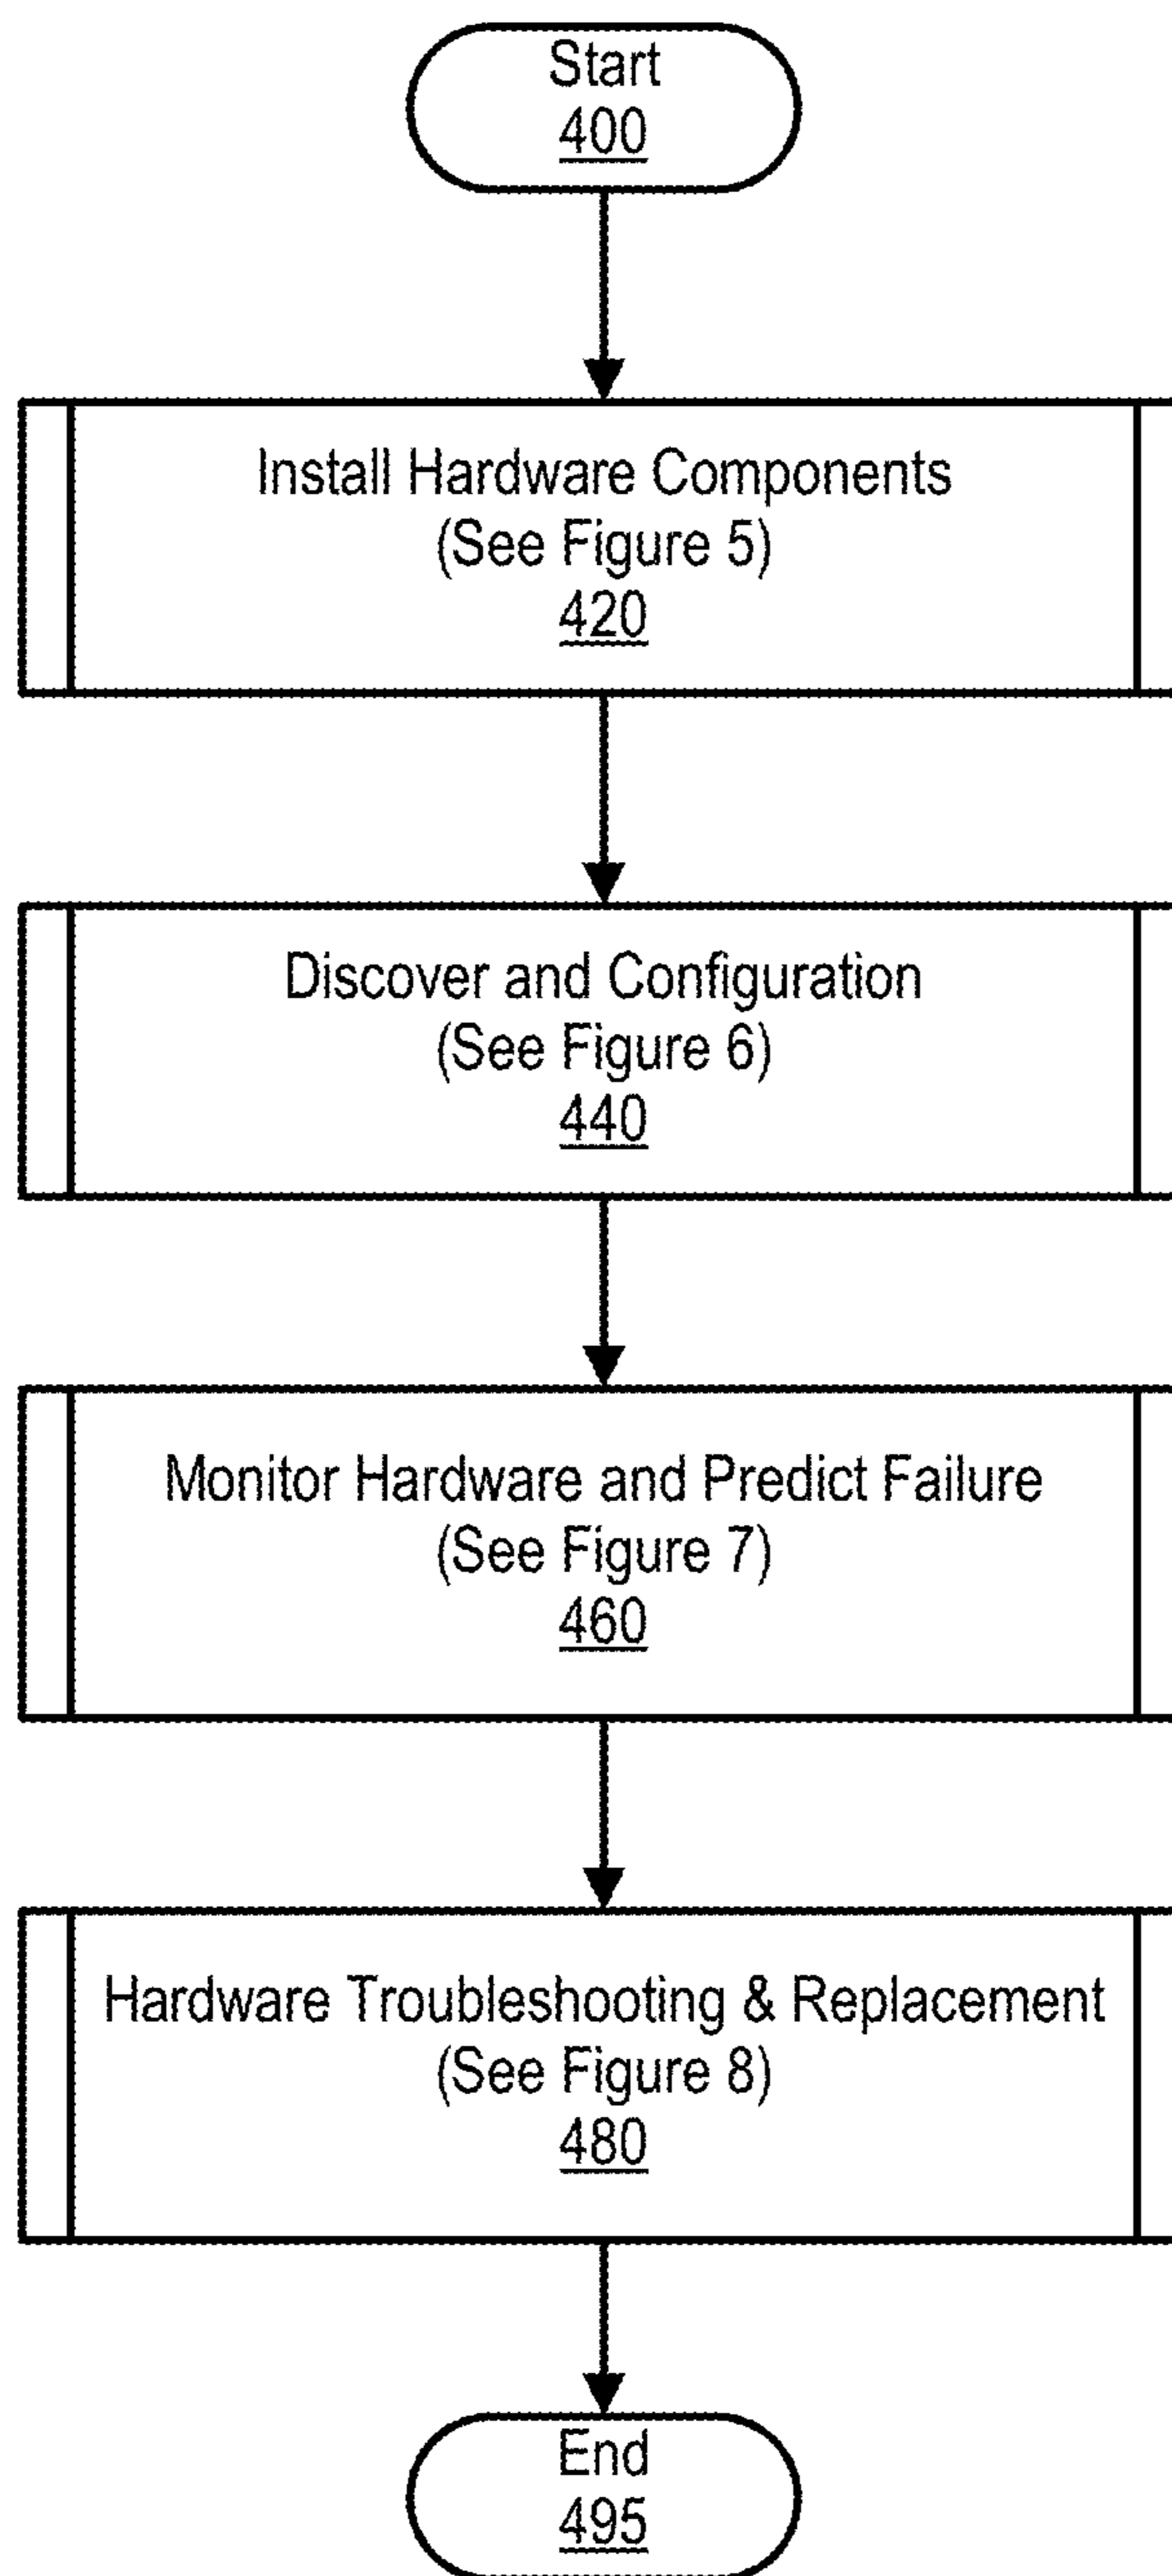 Start
400
Install Hardware Components
(See Figure 5)
420
Discover and Configuration
(See Figure 6)
440
Monitor Hardware and Predict Failure
(See Figure 7)
460
Hardware Troubleshooting & Replacement
(See Figure 8)
480
End
495